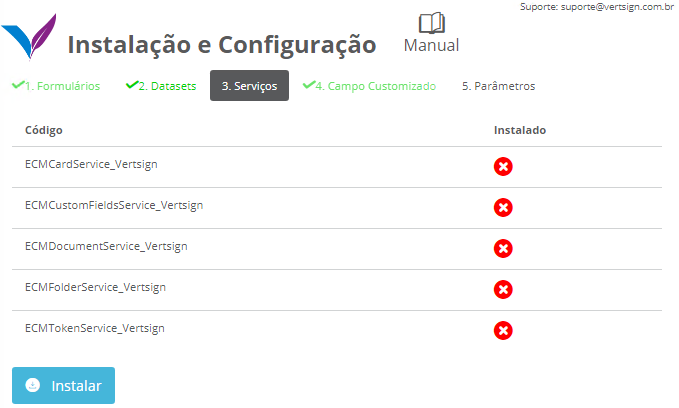 Suporte: suporte@vertsign.com.br
Instalação e Configuração
Manual
1. Formulários 2. Datasets 3. Serviços 4. Campo Customizado 5. Parâmetros
Código Instalado
ECMCardService_Vertsign
ECMCustomFieldsService_Vertsign
ECMDocumentService_Vertsign
ECMFolderService_Vertsign
ECMTokenService_Vertsign
Instalar